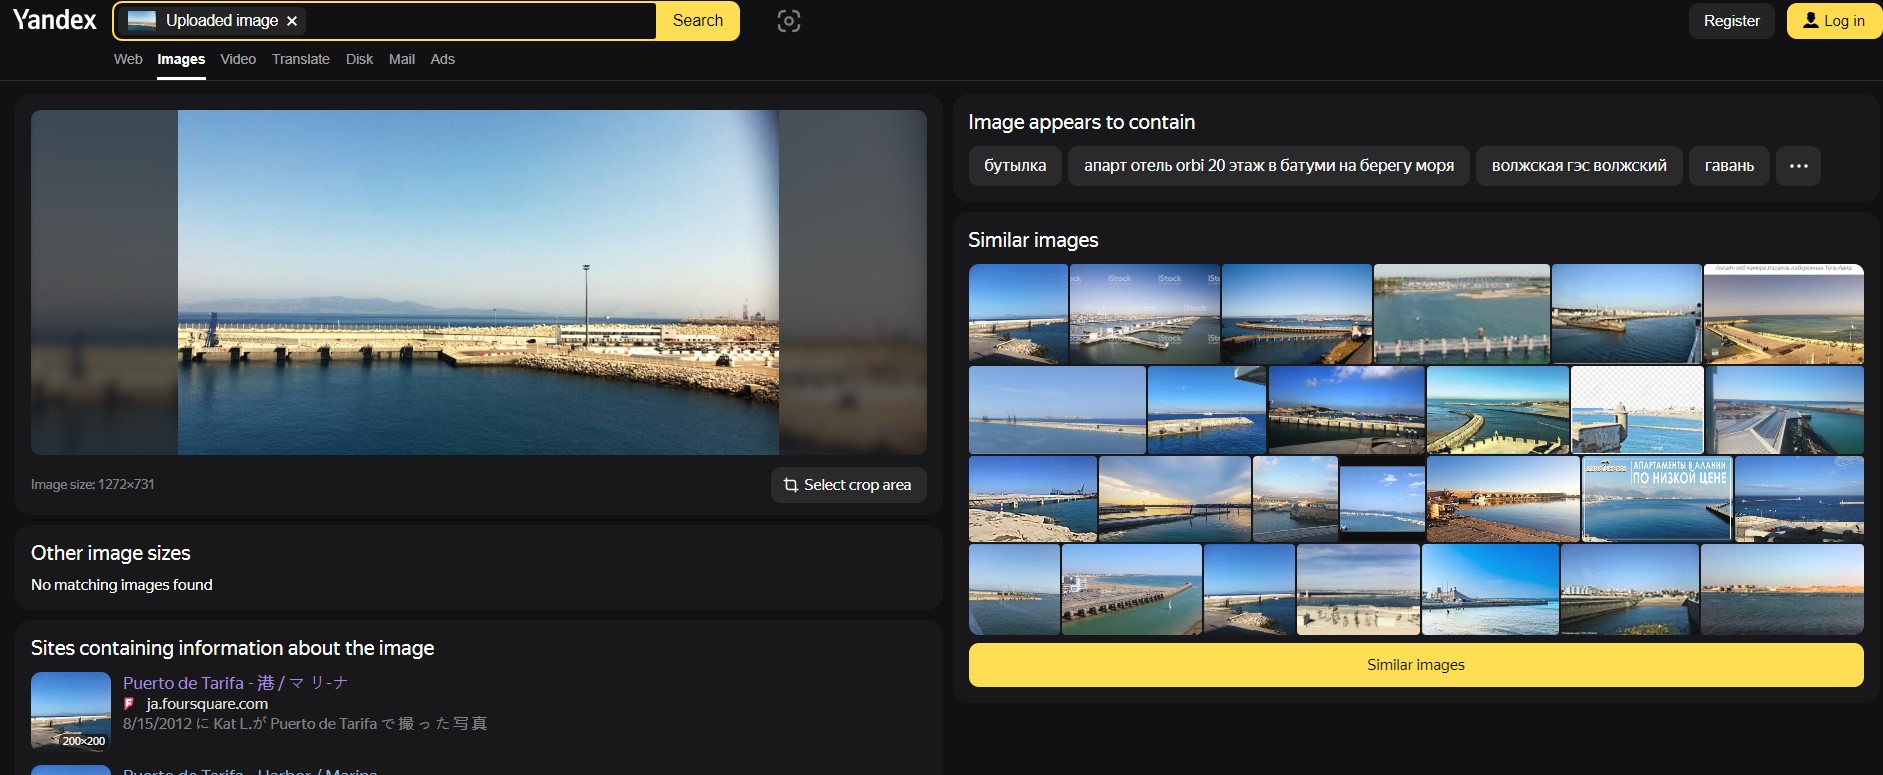 Yandex
Uploaded image
Search
Register
Log in
Web
Images
Video
Translate
Disk
Mail
Ads
Image size: 1272×731
Select crop area
Other image sizes
No matching images found
Sites containing information about the image
Puerto de Tarifa - 港 / マ リ-ナ
ja.foursquare.com
8/15/2012 に Kat L.が Puerto de Tarifa で 撮 っ た 写 真
200×200
Puerto de Tarifa - Harbor / Marina
Image appears to contain
бутылка
апарт отель orbi 20 этаж в батуми на берегу моря
волжская гэс волжский
гавань
Similar images
iStock
iStock
iStock
iStock
АПАРТАМЕНТЫ В АЛАНИИ
ПО НИЗКОЙ ЦЕНЕ
Similar images